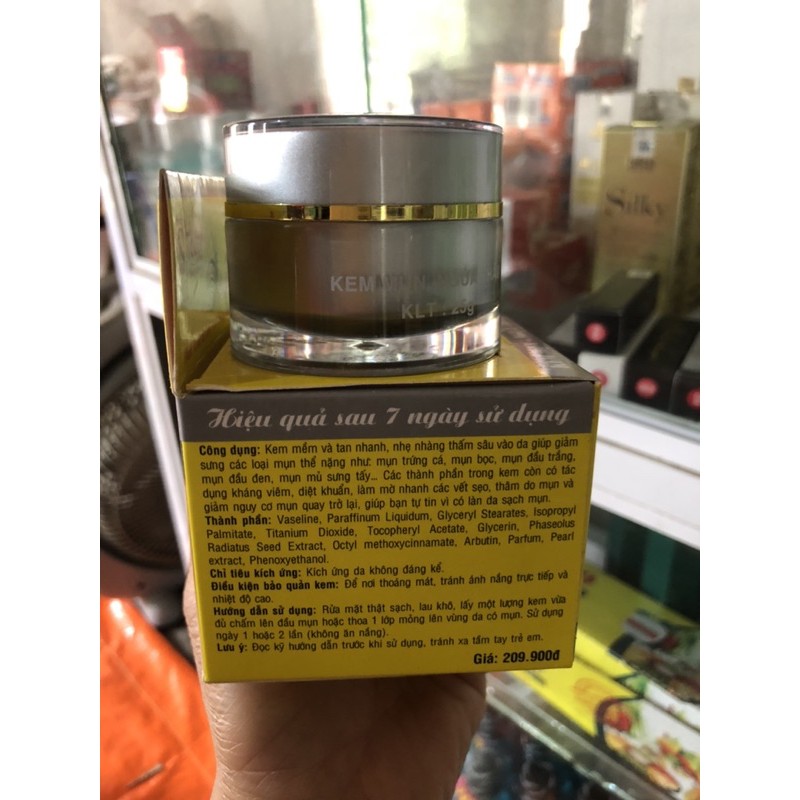 Silky
KEM
KLT : 25g
Hiệu quả sau 7 ngày sử dụng
Công dụng: Kem mềm và tan nhanh, nhẹ nhàng thấm sâu vào da giúp giảm
sưng các loại mụn thể nặng như: mụn trứng cá, mụn bọc, mụn đầu trắng,
mụn đầu đen, mụn mủ sưng tấy... Các thành phần trong kem còn có tác
dụng kháng viêm, diệt khuẩn, làm mờ nhanh các vết sẹo, thâm do mụn và
giảm nguy cơ mụn quay trở lại, giúp bạn tự tin vì có làn da sạch mụn.
Thành phần: Vaseline, Paraffinum Liquidum, Glyceryl Stearates, Isopropyl
Palmitate, Titanium Dioxide, Tocopheryl Acetate, Glycerin, Phaseolus
Radiatus Seed Extract, Octyl methoxycinnamate, Arbutin, Parfum, Pearl
extract, Phenoxyethanol.
Chỉ tiêu kích ứng: Kích ứng da không đáng kể.
Điều kiện bảo quản kem: Để nơi thoáng mát, tránh ánh nắng trực tiếp và
nhiệt độ cao.
Hướng dẫn sử dụng: Rửa mặt thật sạch, lau khô, lấy một lượng kem vừa
đủ chấm lên đầu mụn hoặc thoa 1 lớp mỏng lên vùng da có mụn. Sử dụng
ngày 1 hoặc 2 lần (không ăn nắng).
Lưu ý: Đọc kỹ hướng dẫn trước khi sử dụng, tránh xa tầm tay trẻ em.
Giá: 209.900đ